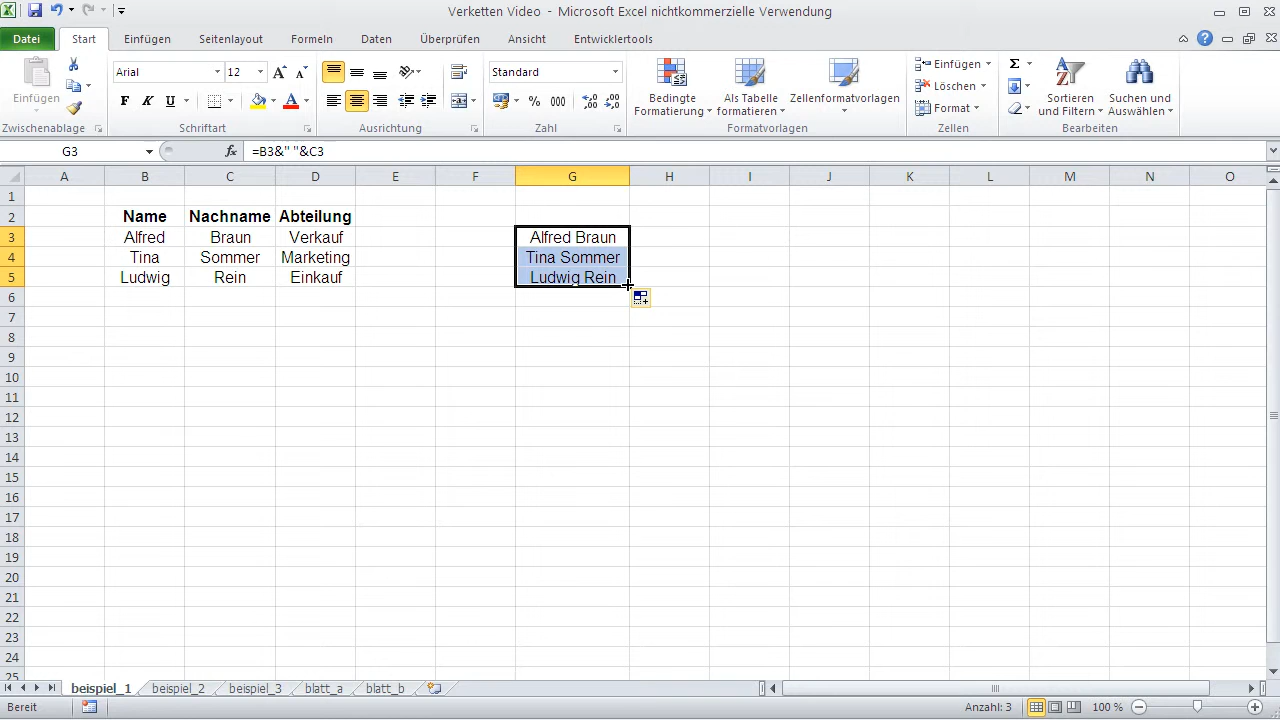 Verketten Video - Microsoft Excel nichtkommerzielle Verwendung
Datei Start Einfügen Seitenlayout Formeln Daten Überprüfen Ansicht Entwicklertools
Einfügen
Zwischenablage
Arial 12
F K U
Schriftart
Ausrichtung
Standard
% 000
Zahl
Bedingte Formatierung
Als Tabelle formatieren
Zellenformatvorlagen
Formatvorlagen
Einfügen
Löschen
Format
Zellen
Sortieren und Filtern
Suchen und Auswählen
Bearbeiten
G3 fx =B3&" "&C3
A B C D E F G H I J K L M N O
1
2 Name Nachname Abteilung
3 Alfred Braun Verkauf Alfred Braun
4 Tina Sommer Marketing Tina Sommer
5 Ludwig Rein Einkauf Ludwig Rein
6
7
8
9
10
11
12
13
14
15
16
17
18
19
20
21
22
23
24
25
beispiel_1 beispiel_2 beispiel_3 blatt_a blatt_b
Bereit Anzahl: 3 100 %